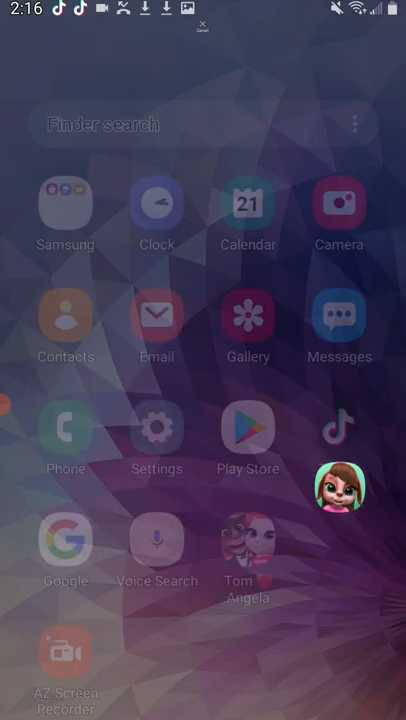 2:16
Cancel
Finder search
21
Samsung
Clock
Calendar
Camera
Contacts
Email
Gallery
Messages
Phone
Settings
Play Store
Google
Voice Search
Tom
Angela
AZ Screen
Recorder